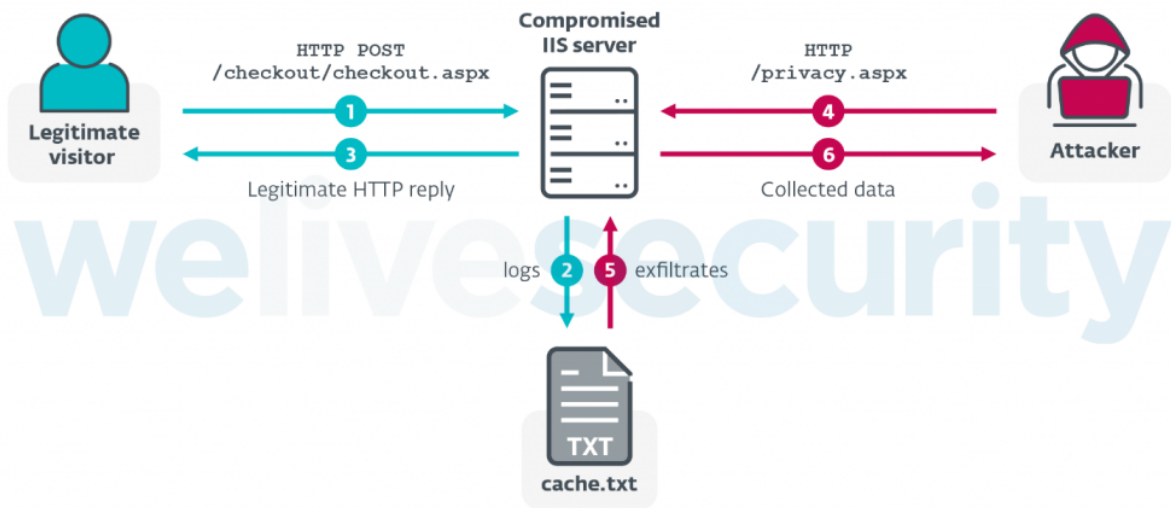 Compromised
IIS server
HTTP POST
/checkout/checkout.aspx
HTTP
/privacy.aspx
1
4
Legitimate
visitor
3
6
Attacker
Legitimate HTTP reply
Collected data
welivesecurity
logs
2
5
exfiltrates
TXT
cache.txt